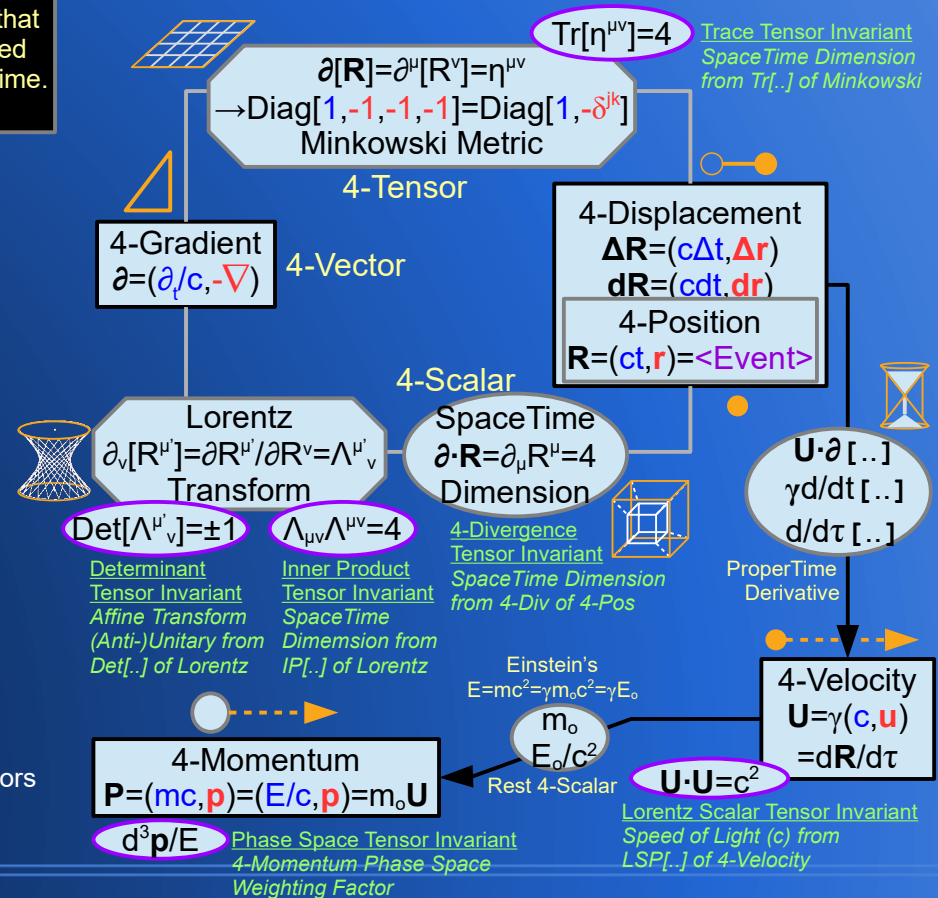 that
ed
ime.
Tr[η^μν]=4
Trace Tensor Invariant
SpaceTime Dimension
from Tr[..] of Minkowski
∂[R]=∂^μ[R^ν]=η^μν
→Diag[1,-1,-1,-1]=Diag[1,-δ^jk]
Minkowski Metric
4-Tensor
4-Gradient
∂=(∂_t/c,-∇)
4-Vector
4-Displacement
ΔR=(cΔt,Δr)
dR=(cdt,dr)
4-Position
R=(ct,r)=<Event>
4-Scalar
Lorentz
∂_ν[R^μ']=∂R^μ'/∂R^ν=Λ^μ'_ν
Transform
SpaceTime
∂·R=∂_μR^μ=4
Dimension
Det[Λ^μ'_ν]=±1
Λ_μνΛ^μν=4
Determinant
Tensor Invariant
Affine Transform
(Anti-)Unitary from
Det[..] of Lorentz
Inner Product
Tensor Invariant
SpaceTime
Dimemsion from
IP[..] of Lorentz
4-Divergence
Tensor Invariant
SpaceTime Dimension
from 4-Div of 4-Pos
U·∂[..]
γd/dt [..]
d/dτ [..]
ProperTime
Derivative
4-Velocity
U=γ(c,u)
=dR/dτ
U·U=c²
Lorentz Scalar Tensor Invariant
Speed of Light (c) from
LSP[..] of 4-Velocity
Einstein's
E=mc²=γm_oc²=γE_o
m_o
E_o/c²
Rest 4-Scalar
4-Momentum
P=(mc,p)=(E/c,p)=m_oU
ors
d³p/E
Phase Space Tensor Invariant
4-Momentum Phase Space
Weighting Factor